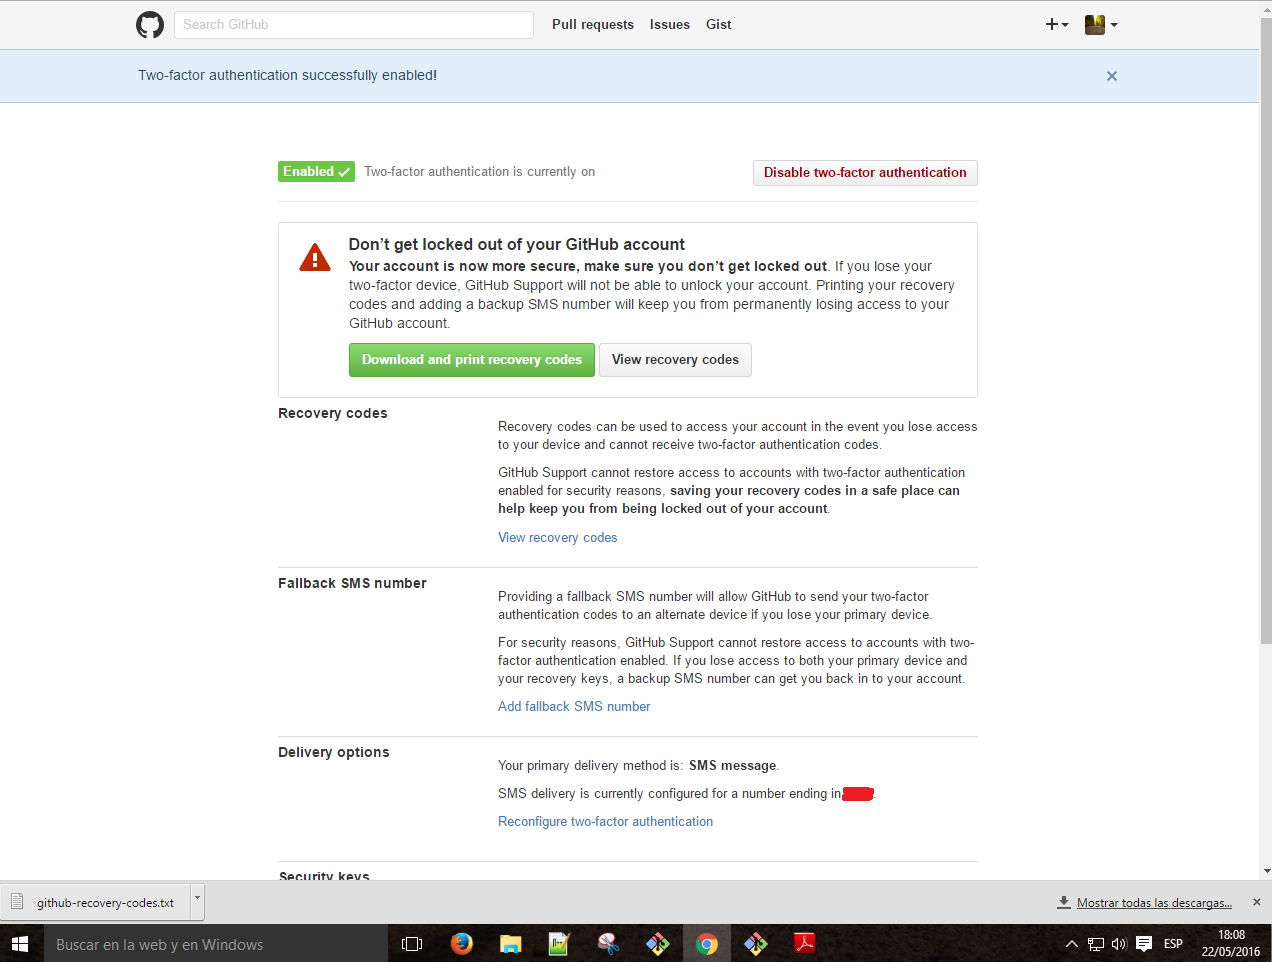 Search GitHub
Pull requests Issues Gist
Two-factor authentication successfully enabled!
Enabled Two-factor authentication is currently on
Disable two-factor authentication
Don’t get locked out of your GitHub account
Your account is now more secure, make sure you don’t get locked out. If you lose your
two-factor device, GitHub Support will not be able to unlock your account. Printing your recovery
codes and adding a backup SMS number will keep you from permanently losing access to your
GitHub account.
Download and print recovery codes View recovery codes
Recovery codes
Recovery codes can be used to access your account in the event you lose access
to your device and cannot receive two-factor authentication codes.
GitHub Support cannot restore access to accounts with two-factor authentication
enabled for security reasons, saving your recovery codes in a safe place can
help keep you from being locked out of your account.
View recovery codes
Fallback SMS number
Providing a fallback SMS number will allow GitHub to send your two-factor
authentication codes to an alternate device if you lose your primary device.
For security reasons, GitHub Support cannot restore access to accounts with two-
factor authentication enabled. If you lose access to both your primary device and
your recovery keys, a backup SMS number can get you back in to your account.
Add fallback SMS number
Delivery options
Your primary delivery method is: SMS message.
SMS delivery is currently configured for a number ending in .
Reconfigure two-factor authentication
Security keys
github-recovery-codes.txt
Mostrar todas las descargas...
Buscar en la web y en Windows
ESP
18:08
22/05/2016